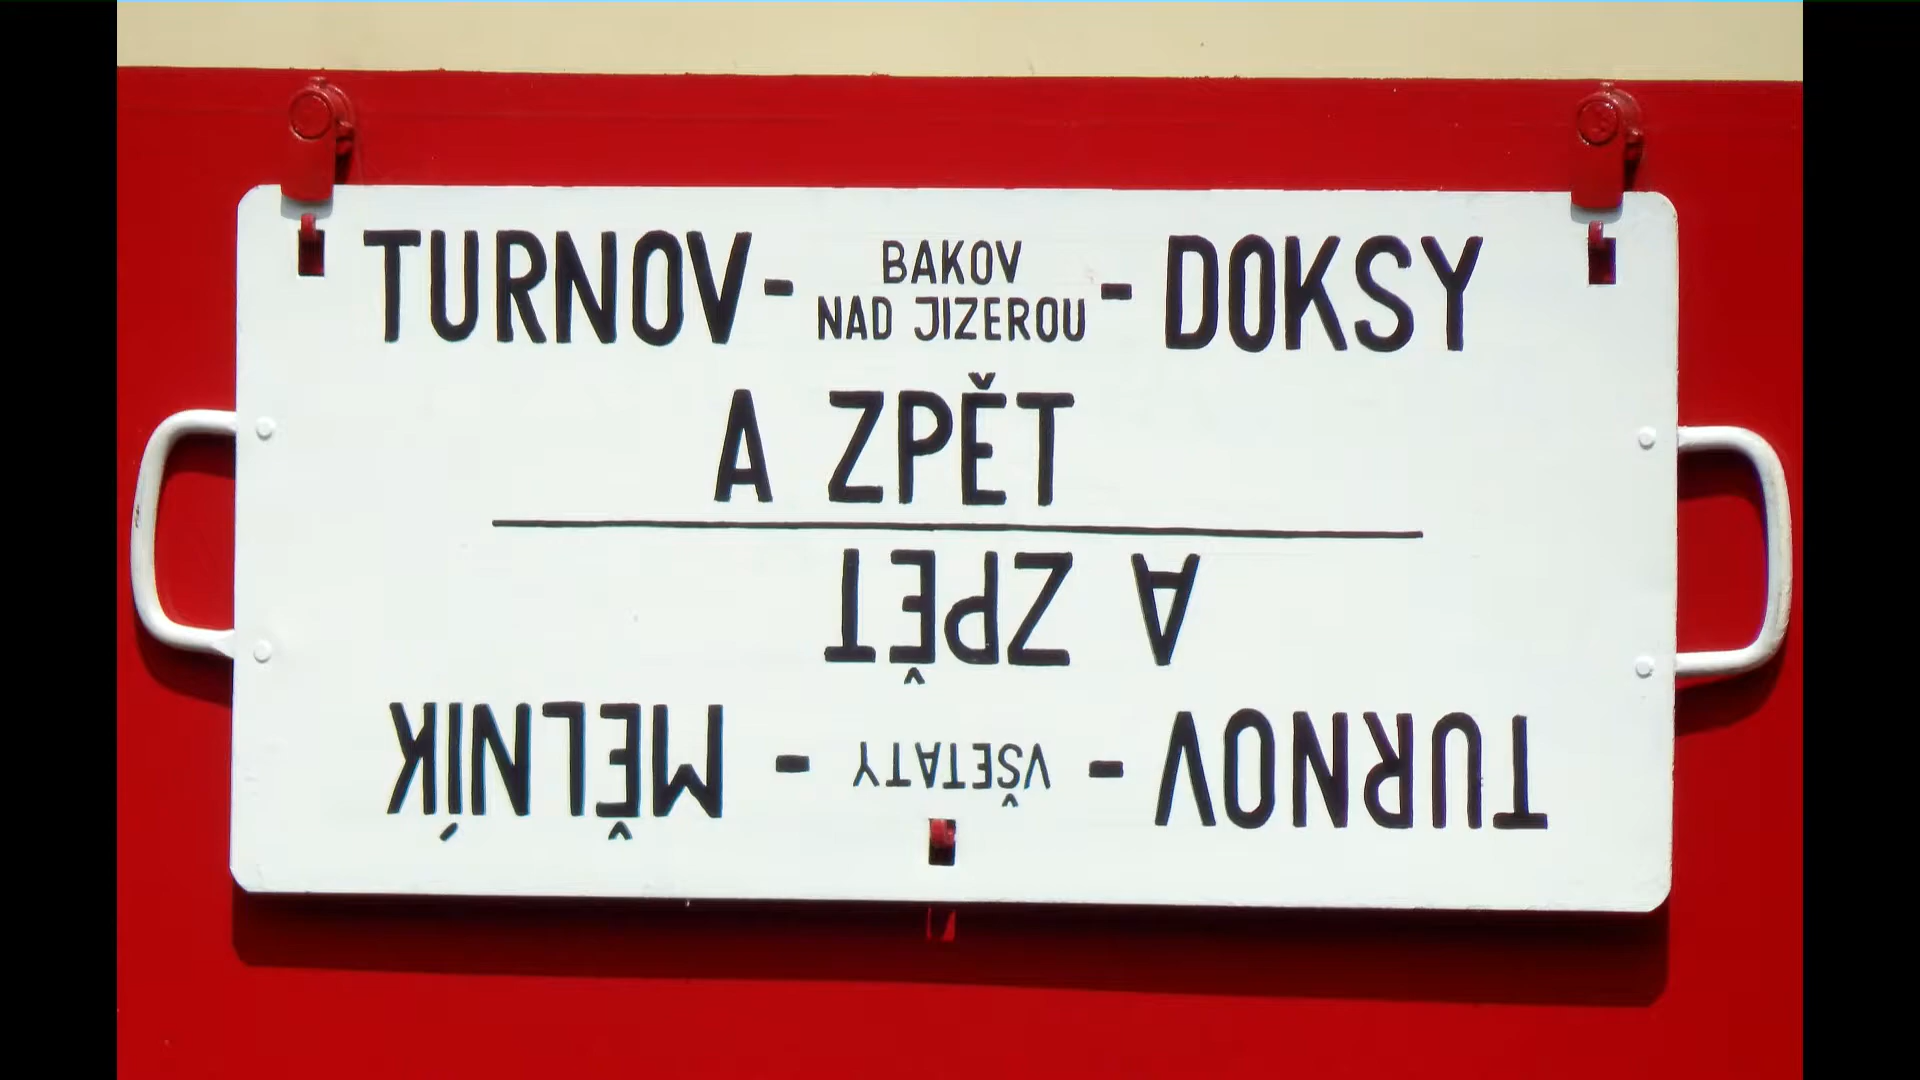 TURNOV - BAKOV NAD JIZEROU - DOKSY
A ZPĚT
TURNOV - VŠETATY - MĚLNÍK
A ZPĚT